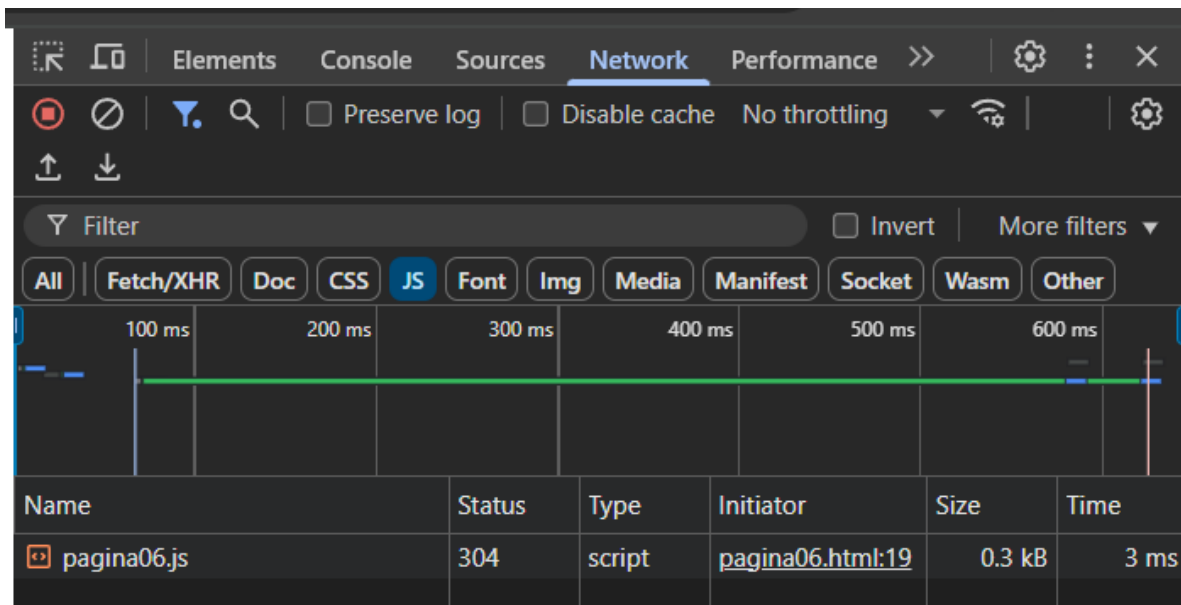 Elements Console Sources Network Performance
Preserve log Disable cache No throttling
Filter Invert More filters
All Fetch/XHR Doc CSS JS Font Img Media Manifest Socket Wasm Other
100 ms 200 ms 300 ms 400 ms 500 ms 600 ms
Name Status Type Initiator Size Time
pagina06.js 304 script pagina06.html:19 0.3 kB 3 ms